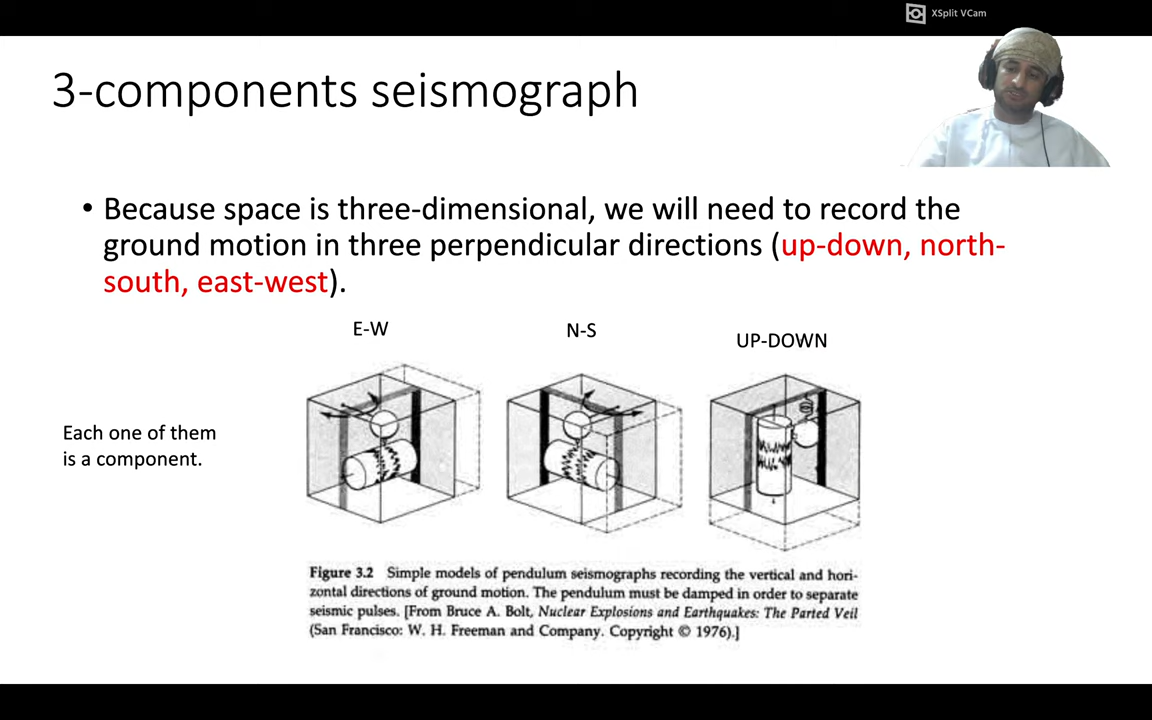 XSplit VCam
3-components seismograph
• Because space is three-dimensional, we will need to record the
ground motion in three perpendicular directions (up-down, north-
south, east-west).
E-W
N-S
UP-DOWN
Each one of them
is a component.
Figure 3.2 Simple models of pendulum seismographs recording the vertical and hori-
zontal directions of ground motion. The pendulum must be damped in order to separate
seismic pulses. [From Bruce A. Bolt, Nuclear Explosions and Earthquakes: The Parted Veil
(San Francisco: W. H. Freeman and Company. Copyright © 1976).]